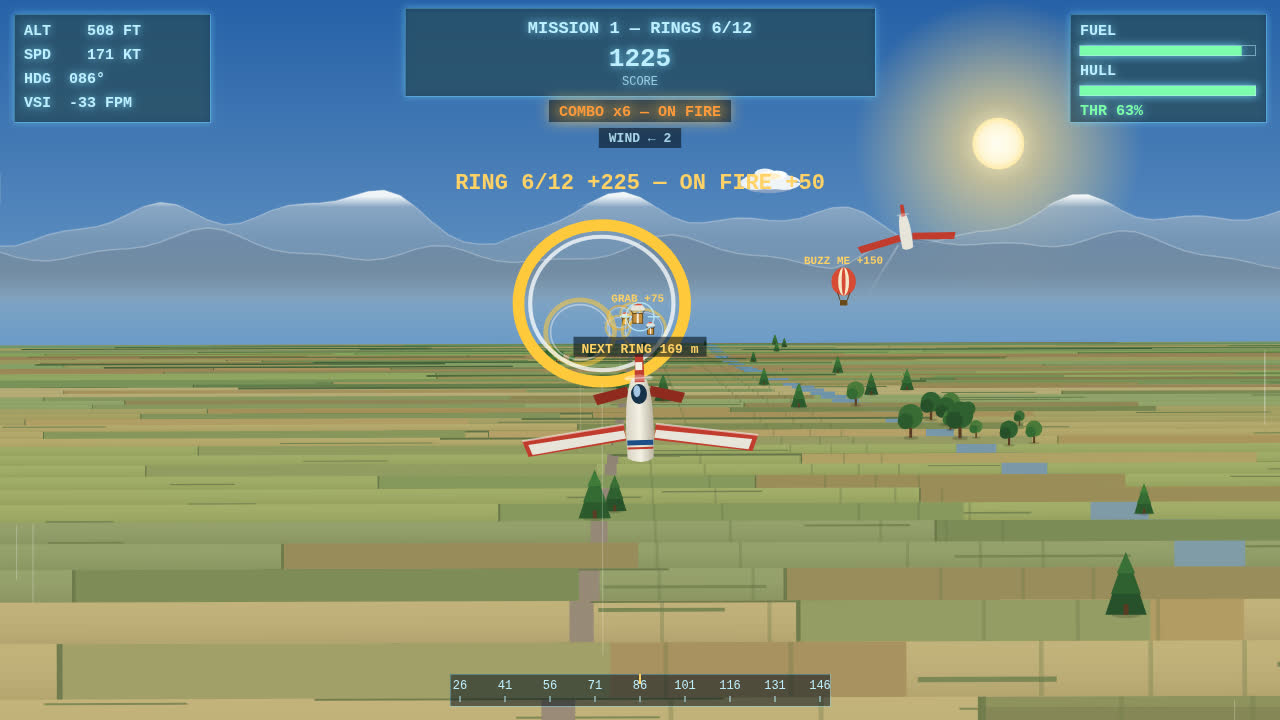 ALT 508 FT
SPD 171 KT
HDG 086°
VSI -33 FPM
MISSION 1 — RINGS 6/12
1225
SCORE
COMBO x6 — ON FIRE
WIND ← 2
FUEL
HULL
THR 63%
RING 6/12 +225 — ON FIRE +50
BUZZ ME +150
GRAB +75
NEXT RING 169 m
26 41 56 71 86 101 116 131 146